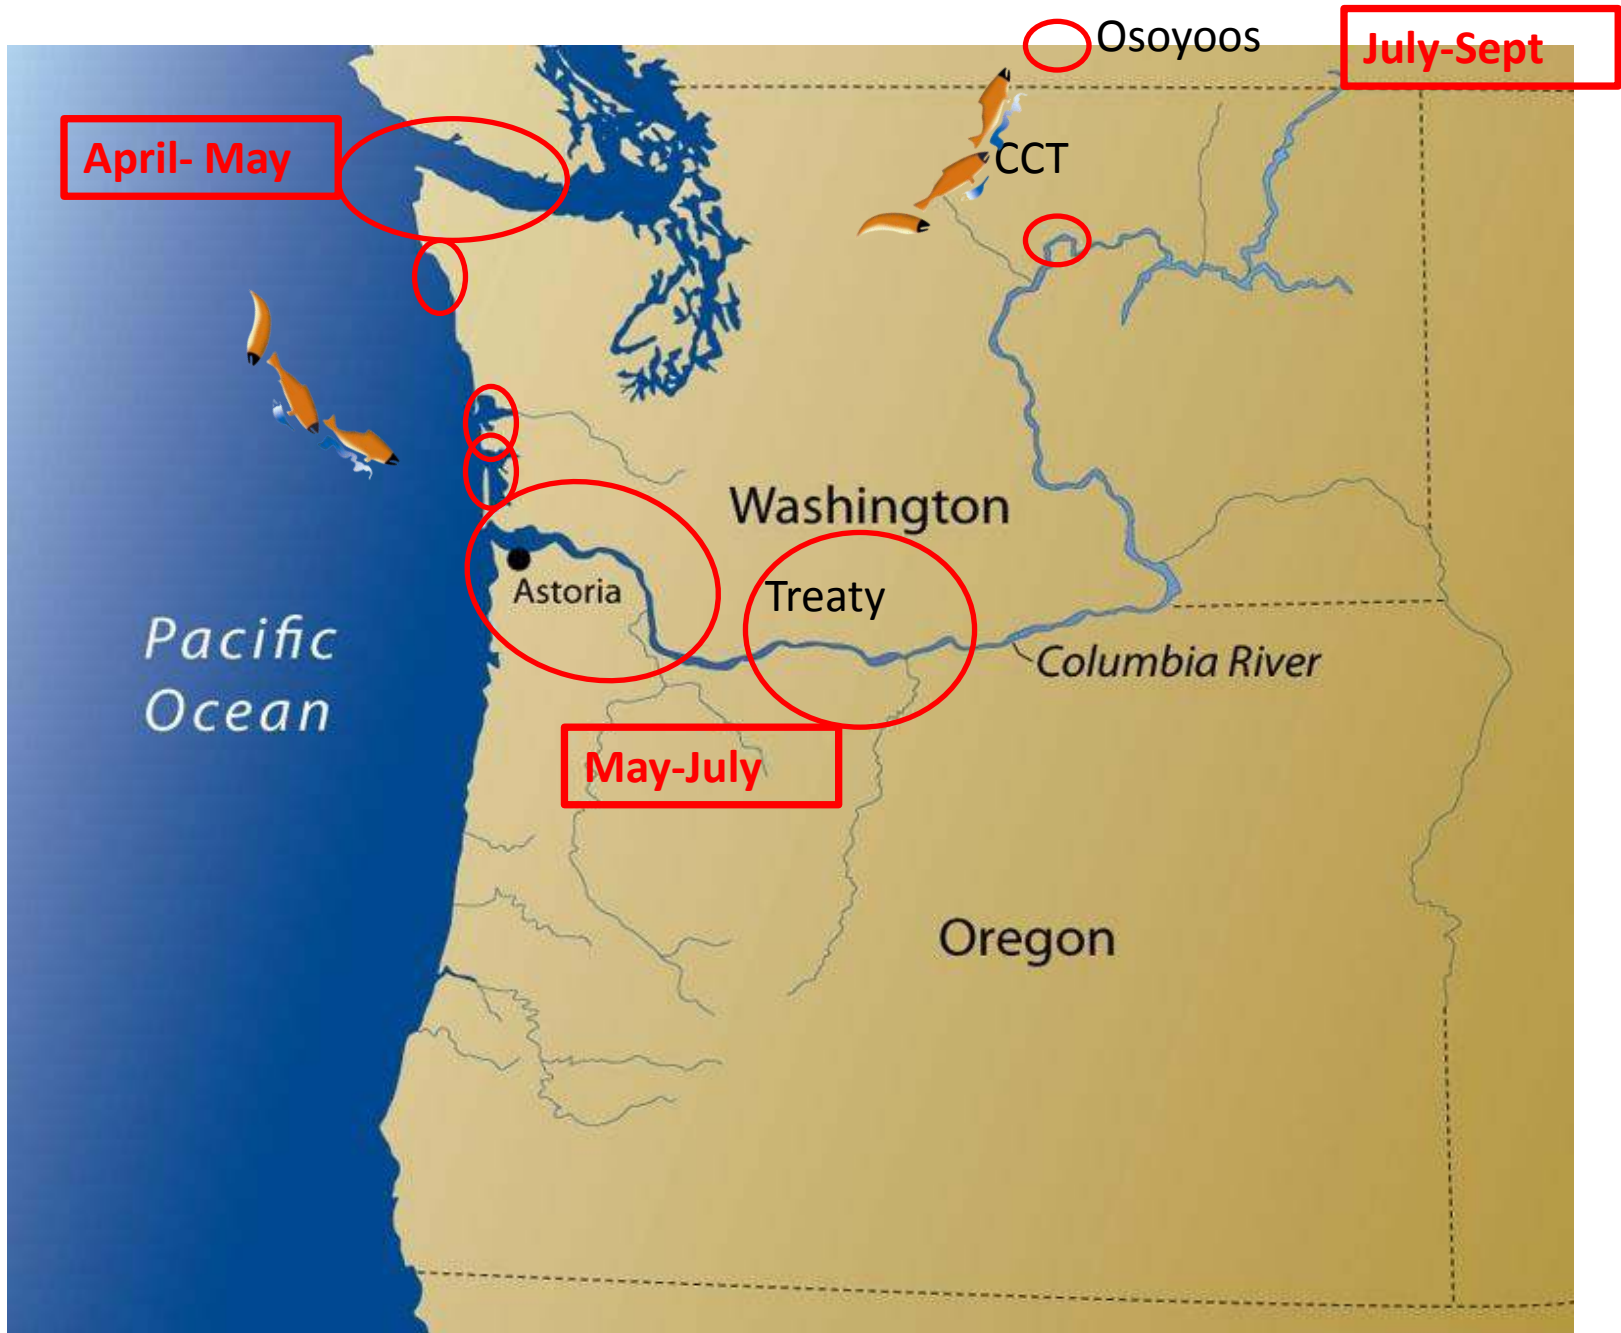 Osoyoos
July-Sept
April- May
CCT
Washington
Treaty
Astoria
Pacific
Ocean
Columbia River
May-July
Oregon